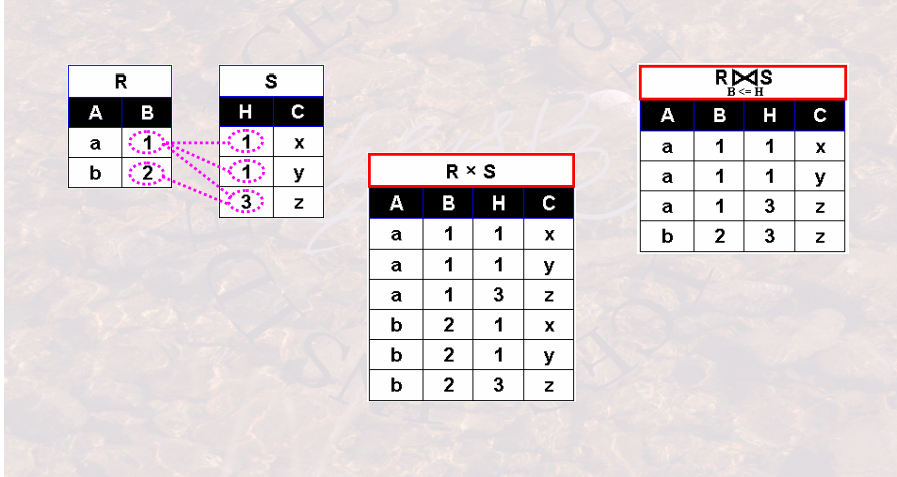 R
A B
a 1
b 2
S
H C
1 x
1 y
3 z
R × S
A B H C
a 1 1 x
a 1 1 y
a 1 3 z
b 2 1 x
b 2 1 y
b 2 3 z
R⋈S
B <= H
A B H C
a 1 1 x
a 1 1 y
a 1 3 z
b 2 3 z